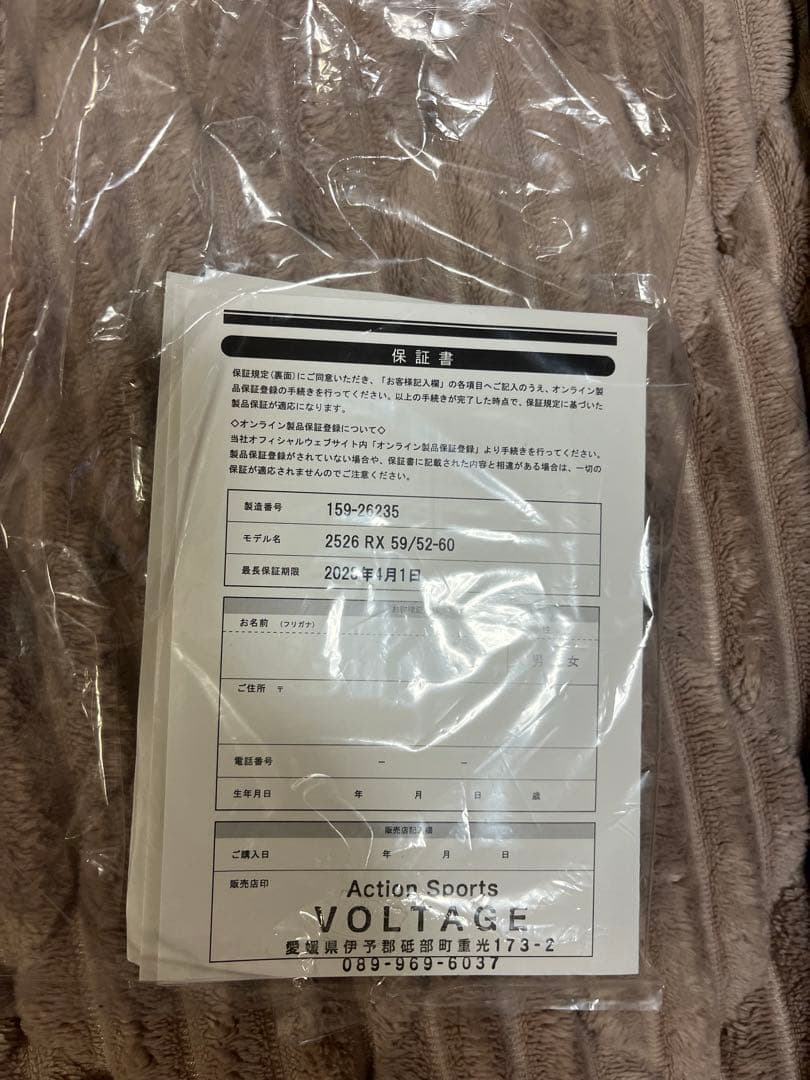 保証書
保証規定(裏面)にご同意いただき、「お客様記入欄」の各項目へご記入のうえ、オンライン製
品保証登録の手続きを行ってください。以上の手続きが完了した時点で、保証規定に基づいた
製品保証が適応になります。
◇オンライン製品保証登録について◇
当社オフィシャルウェブサイト内「オンライン製品保証登録」より手続きを行ってください。
製品保証登録がされていない場合や、保証書に記載された内容と相違がある場合は、一切の
保証が適応されませんのでご注意ください。
製造番号 159-26235
モデル名 2526 RX 59/52-60
最長保証期限 年4月1日
お名前 (フリガナ)
男 女
ご住所 〒
電話番号 − −
生年月日 年 月 日 歳
販売店記入欄
ご購入日 年 月 日
販売店印 Action Sports
VOLTAGE
愛媛県伊予郡砥部町重光173-2
089-969-6037